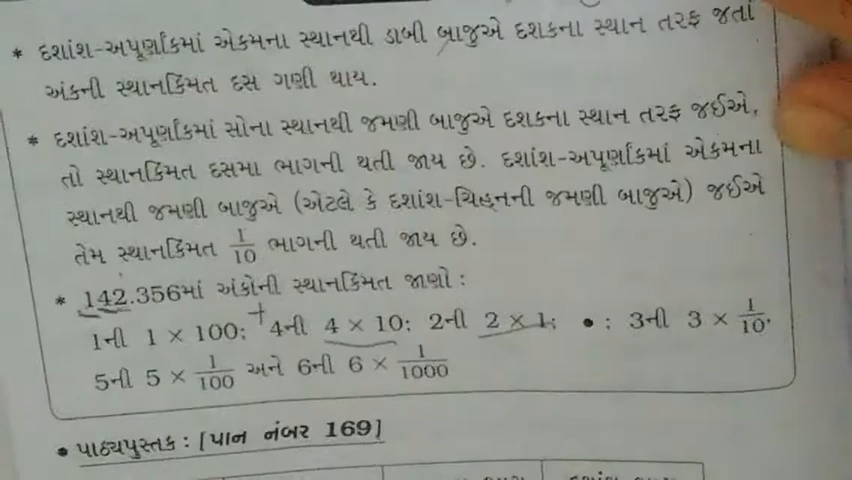 * દશાંશ-અપૂર્ણાંકમાં એકમના સ્થાનથી ડાબી બાજુએ દશકના સ્થાન તરફ જતાં
અંકની સ્થાનકિંમત દસ ગણી થાય.
* દશાંશ-અપૂર્ણાંકમાં સોના સ્થાનથી જમણી બાજુએ દશકના સ્થાન તરફ જઈએ,
તો સ્થાનકિંમત દસમા ભાગની થતી જાય છે. દશાંશ-અપૂર્ણાંકમાં એકમના
સ્થાનથી જમણી બાજુએ (એટલે કે દશાંશ-ચિહ્નની જમણી બાજુએ) જઈએ
તેમ સ્થાનકિંમત 1/10 ભાગની થતી જાય છે.
* 142.356માં અંકોની સ્થાનકિંમત જાણો :
1ની 1 × 100; + 4ની 4 × 10; 2ની 2 × 1; • ; 3ની 3 × 1/10,
5ની 5 × 1/100 અને 6ની 6 × 1/1000
• પાઠ્યપુસ્તક : [પાન નંબર 169]